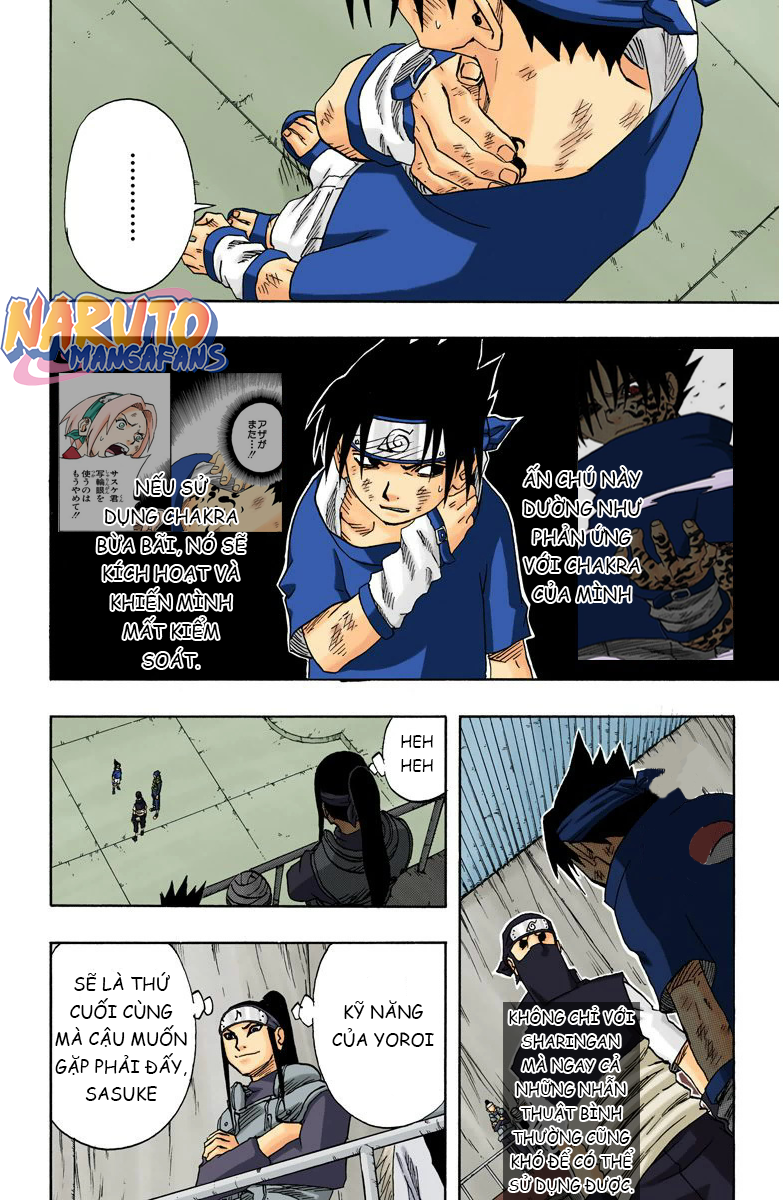 ...........
NARUTO
MANGAFANS
アザが
また…!!
サスケ君
写輪眼を
使うのは
もうやめて!!
ẤN CHÚ NÀY
DƯỜNG NHƯ
PHẢN ỨNG
VỚI CHAKRA
CỦA MÌNH
NẾU SỬ
DỤNG CHAKRA
BỪA BÃI, NÓ SẼ
KÍCH HOẠT VÀ
KHIẾN MÌNH
MẤT KIỂM
SOÁT.
KHÔNG CHỈ VỚI
SHARINGAN
MÀ NGAY CẢ
NHỮNG NHẪN
THUẬT BÌNH
THƯỜNG CŨNG
KHÓ ĐỂ CÓ THỂ
SỬ DỤNG ĐƯỢC.
HEH
HEH
KỸ NĂNG
CỦA YOROI
SẼ LÀ THỨ
CUỐI CÙNG
MÀ CẬU MUỐN
GẶP PHẢI ĐẤY,
SASUKE